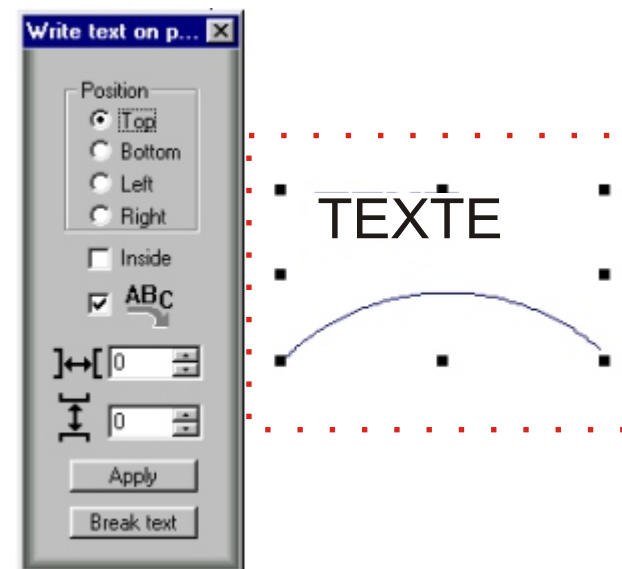 Write text on p...
Position
Top
Bottom
Left
Right
Inside
ABC
0
0
Apply
Break text
TEXTE